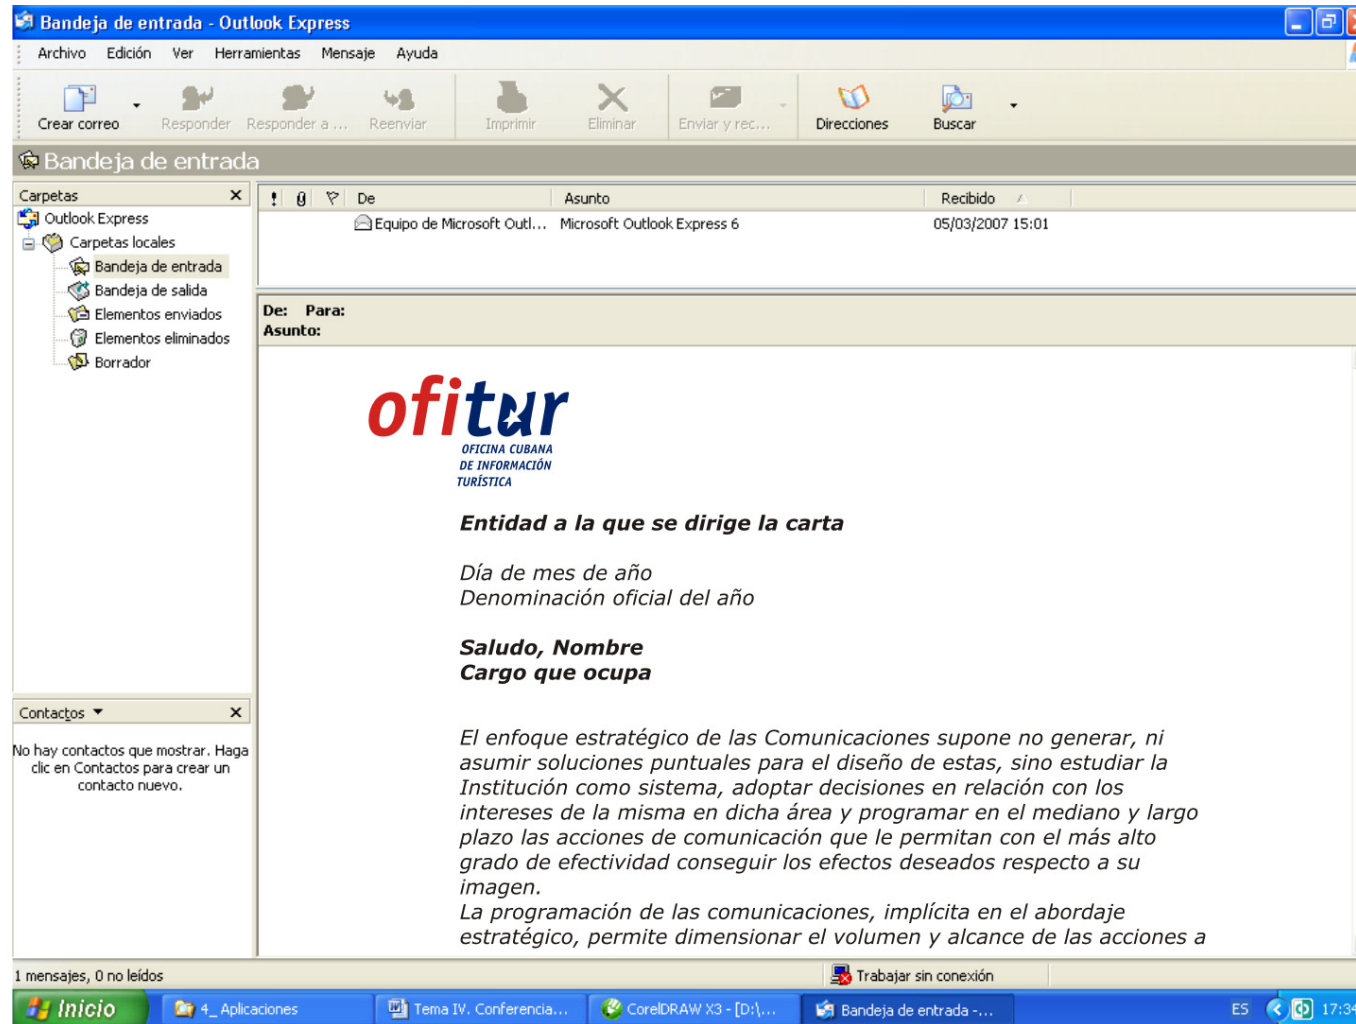 Bandeja de entrada - Outlook Express
Archivo Edición Ver Herramientas Mensaje Ayuda
Crear correo Responder Responder a ... Reenviar Imprimir Eliminar Enviar y rec... Direcciones Buscar
Bandeja de entrada
Carpetas
Outlook Express
Carpetas locales
Bandeja de entrada
Bandeja de salida
Elementos enviados
Elementos eliminados
Borrador
De Asunto Recibido
Equipo de Microsoft Outl... Microsoft Outlook Express 6 05/03/2007 15:01
De: Para:
Asunto:
ofitur
OFICINA CUBANA
DE INFORMACIÓN
TURÍSTICA
Entidad a la que se dirige la carta
Día de mes de año
Denominación oficial del año
Saludo, Nombre
Cargo que ocupa
El enfoque estratégico de las Comunicaciones supone no generar, ni
asumir soluciones puntuales para el diseño de estas, sino estudiar la
Institución como sistema, adoptar decisiones en relación con los
intereses de la misma en dicha área y programar en el mediano y largo
plazo las acciones de comunicación que le permitan con el más alto
grado de efectividad conseguir los efectos deseados respecto a su
imagen.
La programación de las comunicaciones, implícita en el abordaje
estratégico, permite dimensionar el volumen y alcance de las acciones a
Contactos
No hay contactos que mostrar. Haga
clic en Contactos para crear un
contacto nuevo.
1 mensajes, 0 no leídos Trabajar sin conexión
Inicio 4_ Aplicaciones Tema IV. Conferencia... CorelDRAW X3 - [D:\... Bandeja de entrada -... ES 17:34